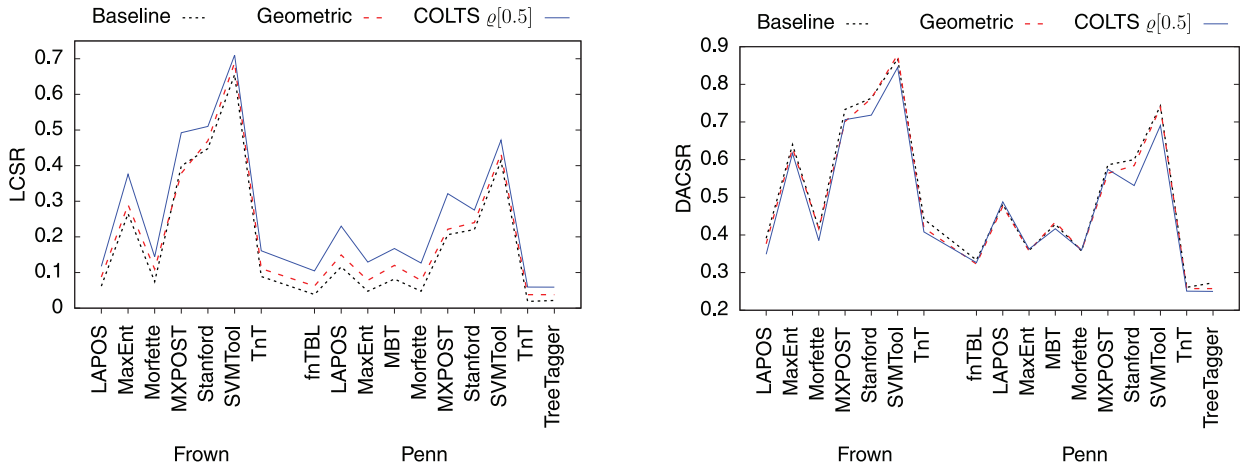 Baseline Geometric COLTS ϱ[0.5]
LCSR
0.7
0.6
0.5
0.4
0.3
0.2
0.1
0
LAPOS
MaxEnt
Morfette
MXPOST
Stanford
SVMTool
TnT
fnTBL
LAPOS
MaxEnt
MBT
Morfette
MXPOST
Stanford
SVMTool
TnT
TreeTagger
Frown Penn
Baseline Geometric COLTS ϱ[0.5]
DACSR
0.9
0.8
0.7
0.6
0.5
0.4
0.3
0.2
LAPOS
MaxEnt
Morfette
MXPOST
Stanford
SVMTool
TnT
fnTBL
LAPOS
MaxEnt
MBT
Morfette
MXPOST
Stanford
SVMTool
TnT
TreeTagger
Frown Penn